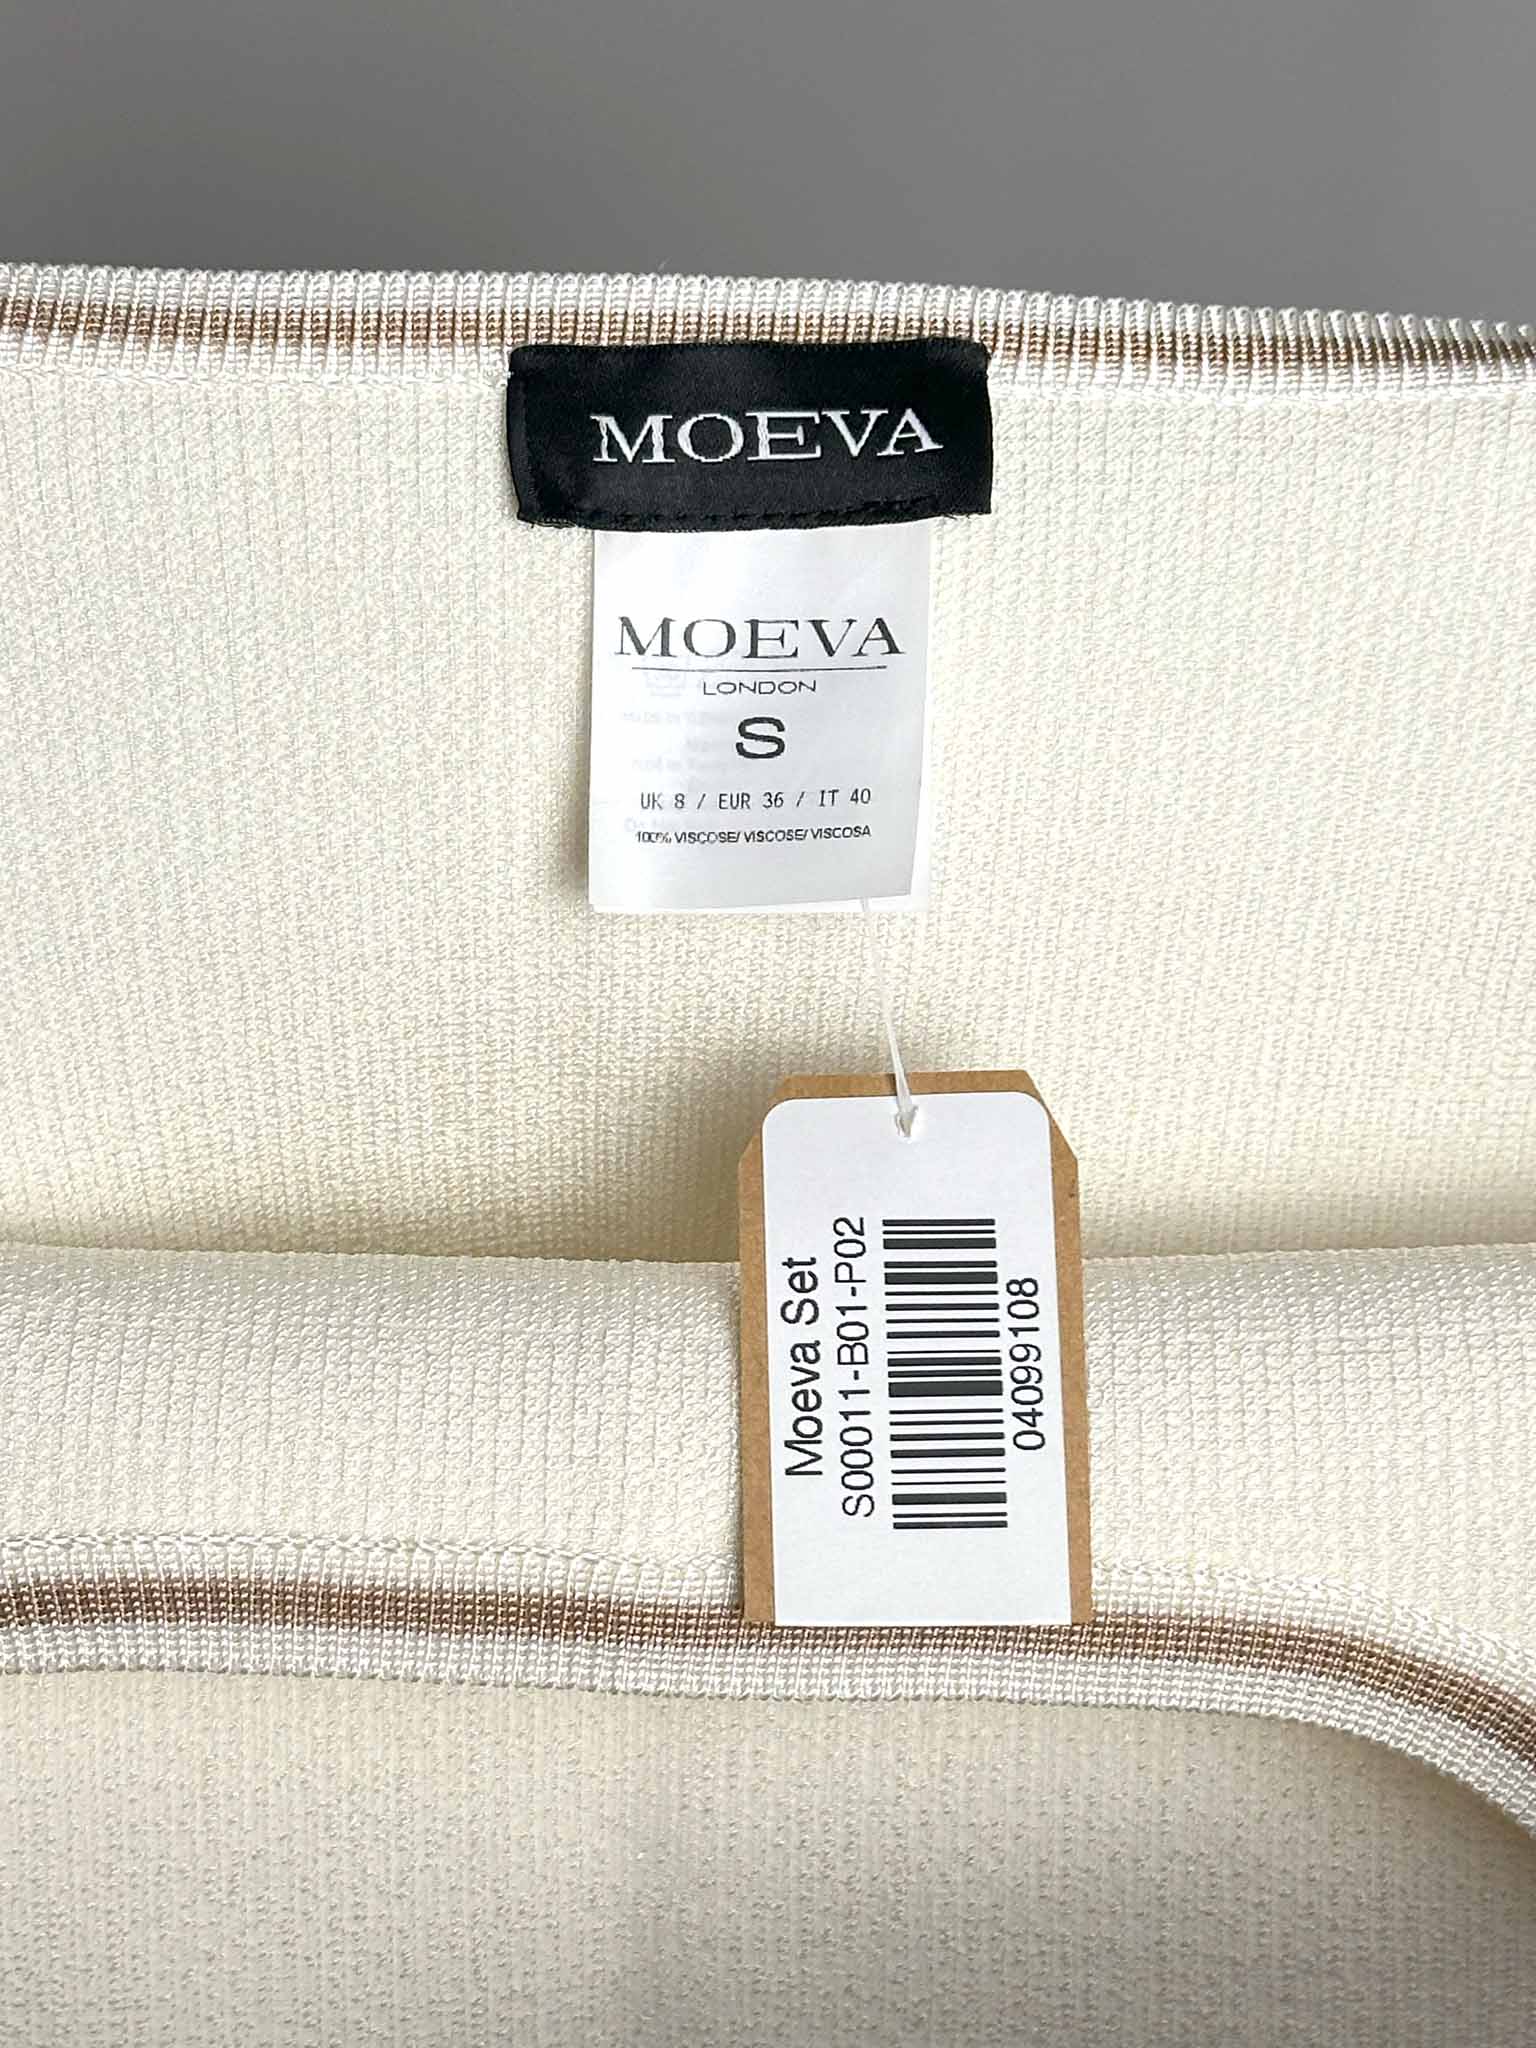 MOEVA
MOEVA
LONDON
S
UK 8 / EUR 36 / IT 40
100% VISCOSE/ VISCOSE/ VISCOSA
Moeva Set
S00011-B01-P02
04099108